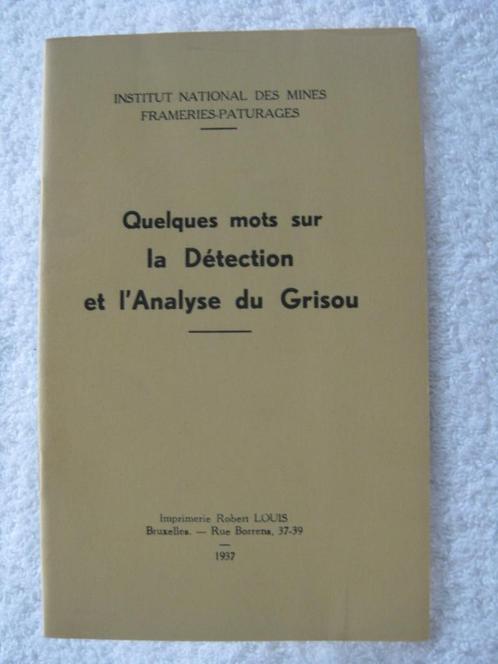 INSTITUT NATIONAL DES MINES
FRAMERIES-PATURAGES
Quelques mots sur
la Détection
et l'Analyse du Grisou
Imprimerie Robert LOUIS
Bruxelles. — Rue Borrens, 37-39
1937